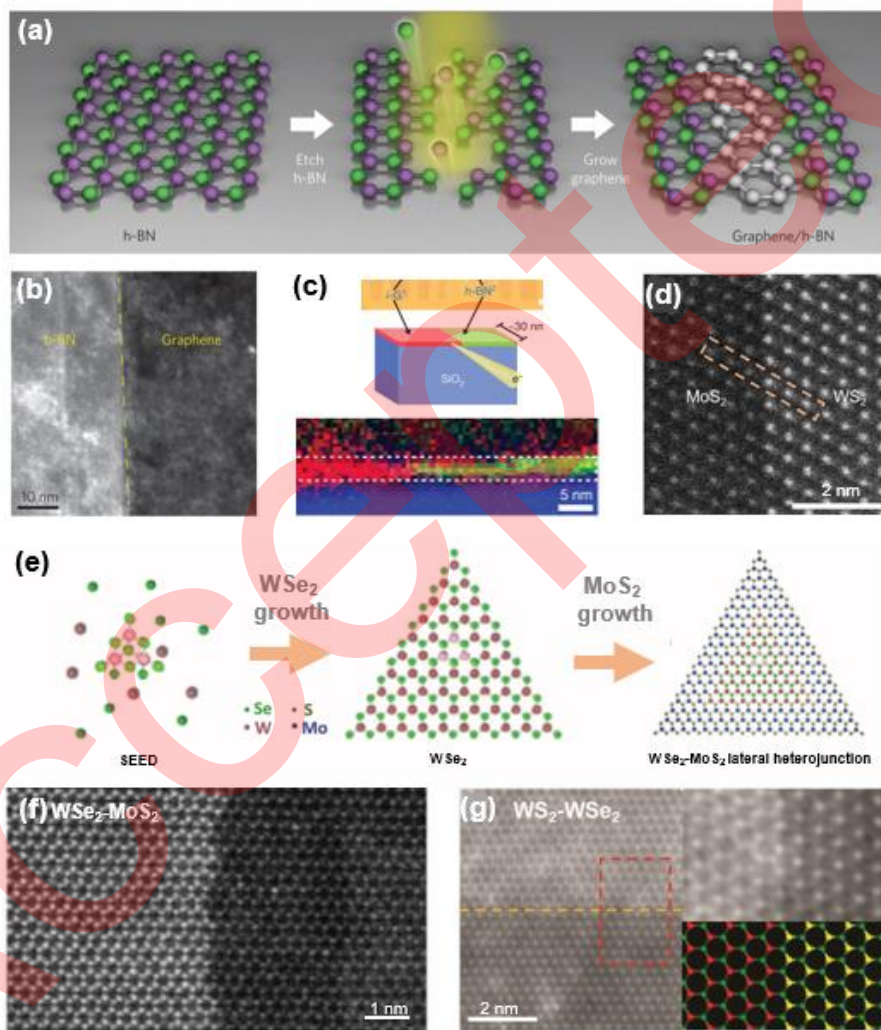 (a)
Etch
h-BN
Grow
graphene
h-BN
Graphene/h-BN
(b)
h-BN
Graphene
10 nm
(c)
h-BN²
~30 nm
SiO₂
e⁻
5 nm
(d)
MoS₂
WS₂
2 nm
(e)
WSe₂
growth
MoS₂
growth
Se
S
W
Mo
SEED
WSe₂
WSe₂-MoS₂ lateral heterojunction
(f) WSe₂-MoS₂
1 nm
(g) WS₂-WSe₂
2 nm